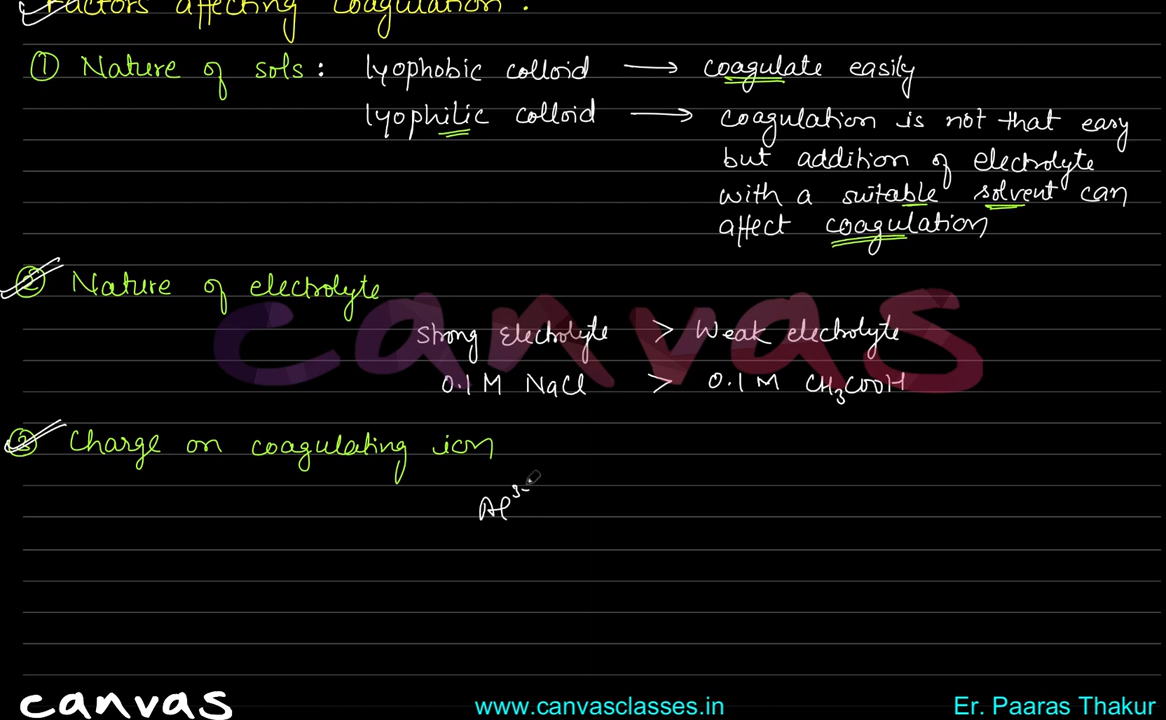 Factors affecting Coagulation :
① Nature of sols : lyophobic colloid → coagulate easily
lyophilic colloid → coagulation is not that easy
but addition of electrolyte
with a suitable solvent can
affect coagulation
② Nature of electrolyte
canvas
Strong Electrolyte > Weak electrolyte
0.1 M NaCl > 0.1 M CH₃COOH
③ Charge on coagulating ion
Al³
canvas www.canvasclasses.in Er. Paaras Thakur